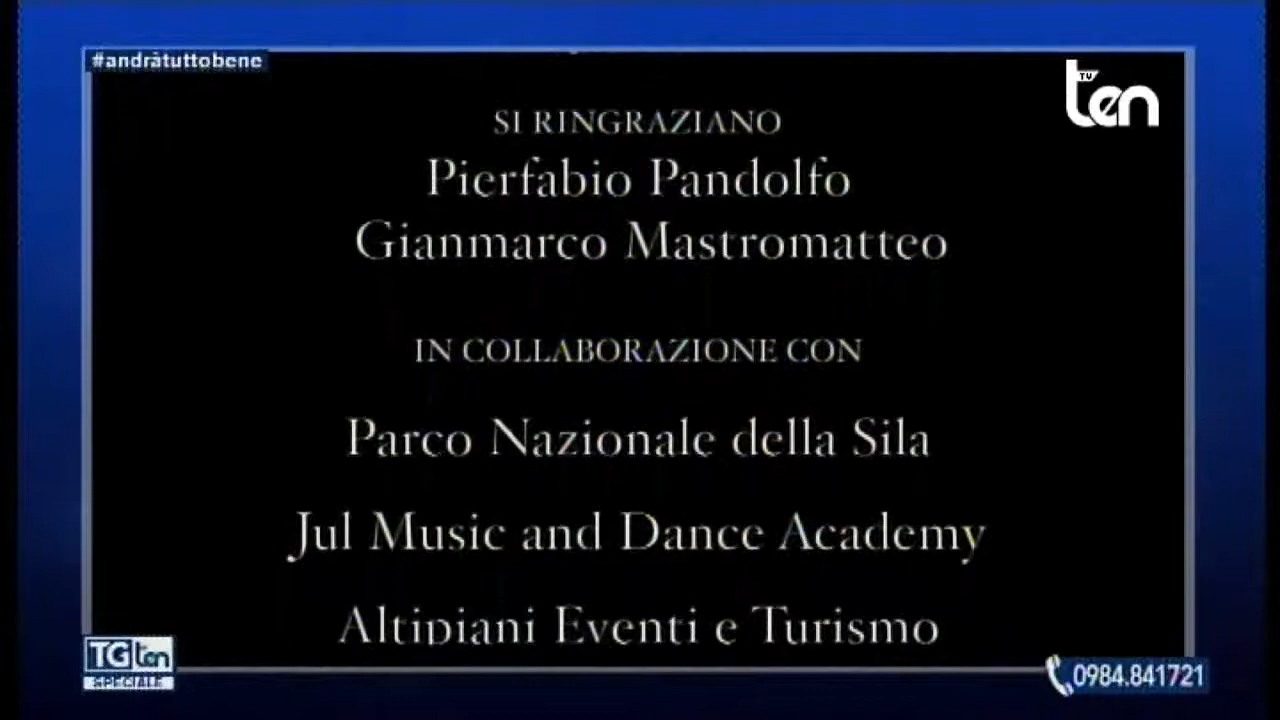 #andràtuttobene
TV
ten
SI RINGRAZIANO
Pierfabio Pandolfo
Gianmarco Mastromatteo
IN COLLABORAZIONE CON
Parco Nazionale della Sila
Jul Music and Dance Academy
Altipiani Eventi e Turismo
TG ten
SPECIALE
0984.841721